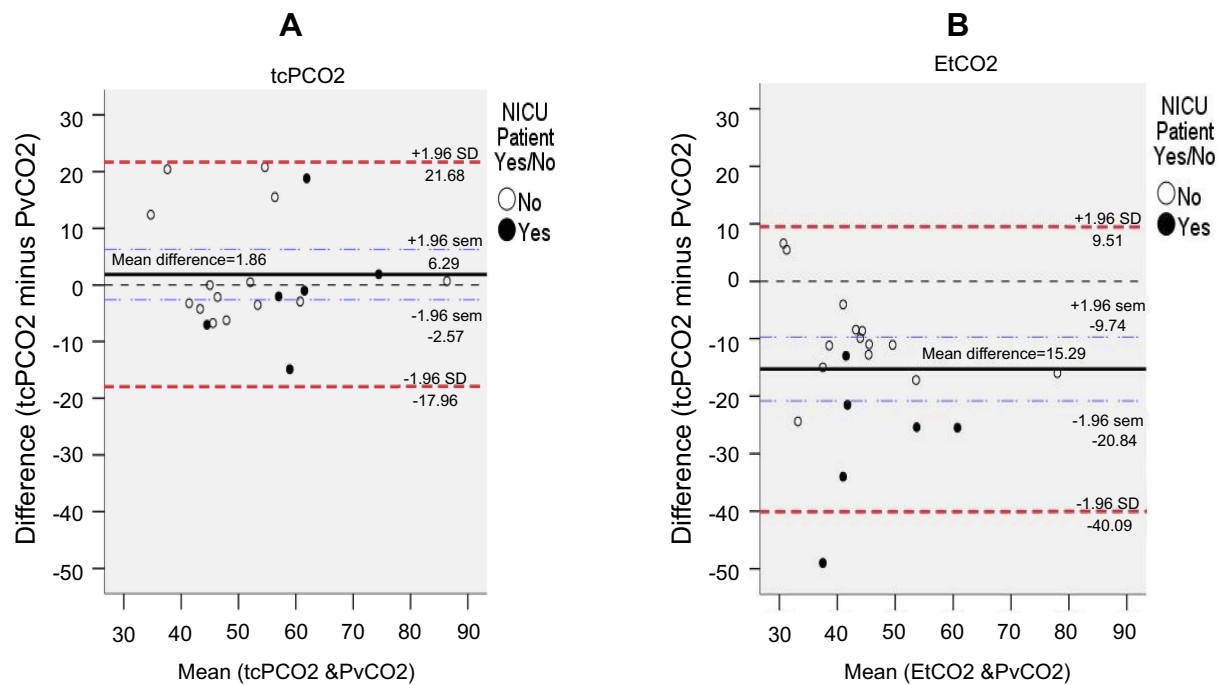 A
tcPCO2
Difference (tcPCO2 minus PvCO2)
30
20
10
0
-10
-20
-30
-40
-50
+1.96 SD
21.68
+1.96 sem
Mean difference=1.86
6.29
-1.96 sem
-2.57
-1.96 SD
-17.96
30 40 50 60 70 80 90
Mean (tcPCO2 &PvCO2)
NICU
Patient
Yes/No
No
Yes
B
EtCO2
Difference (tcPCO2 minus PvCO2)
30
20
10
0
-10
-20
-30
-40
-50
+1.96 SD
9.51
+1.96 sem
-9.74
Mean difference=15.29
-1.96 sem
-20.84
-1.96 SD
-40.09
30 40 50 60 70 80 90
Mean (EtCO2 &PvCO2)
NICU
Patient
Yes/No
No
Yes